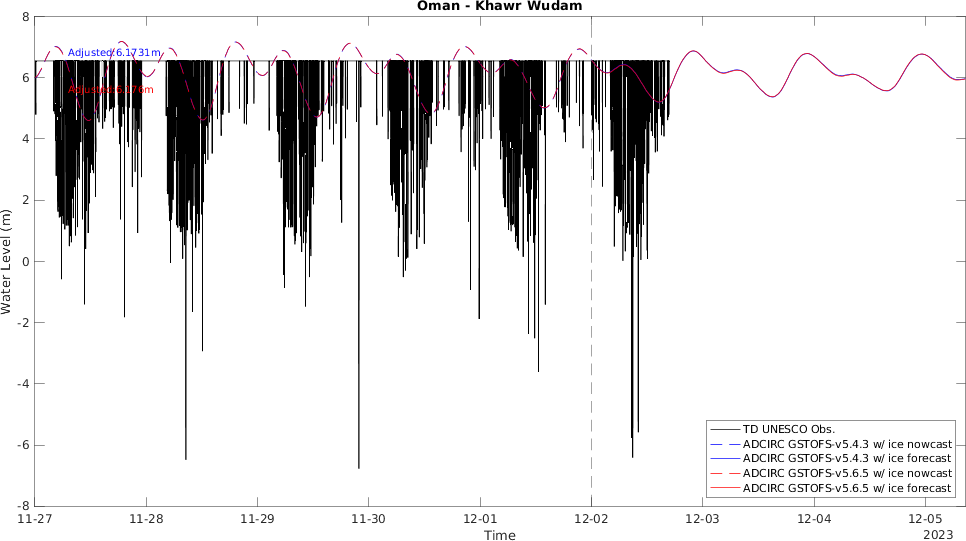 Oman - Khawr Wudam
8
6
4
2
0
-2
-4
-6
-8
Water Level (m)
Adjusted:6.1731m
Adjusted:6.176m
TD UNESCO Obs.
ADCIRC GSTOFS-v5.4.3 w/ ice nowcast
ADCIRC GSTOFS-v5.4.3 w/ ice forecast
ADCIRC GSTOFS-v5.6.5 w/ ice nowcast
ADCIRC GSTOFS-v5.6.5 w/ ice forecast
11-27 11-28 11-29 11-30 12-01 12-02 12-03 12-04 12-05
Time
2023